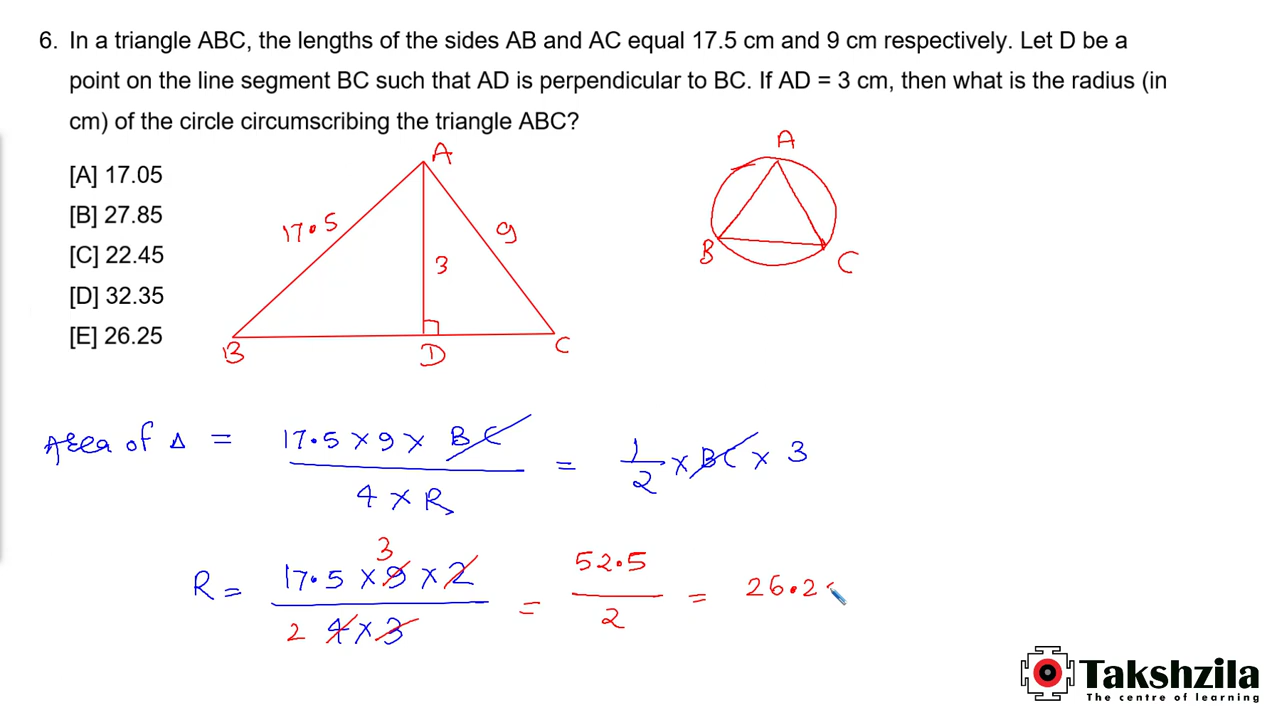 6. In a triangle ABC, the lengths of the sides AB and AC equal 17.5 cm and 9 cm respectively. Let D be a
point on the line segment BC such that AD is perpendicular to BC. If AD = 3 cm, then what is the radius (in
cm) of the circle circumscribing the triangle ABC?
[A] 17.05
[B] 27.85
[C] 22.45
[D] 32.35
[E] 26.25
A
17.5
9
3
B
D
C
A
B
C
Area of Δ = 17.5 × 9 × BC / 4 × R = 1/2 × BC × 3
3
R = 17.5 × 9 × 2 / 4 × 3 = 52.5 / 2 = 26.2
2
Takshzila
The centre of learning